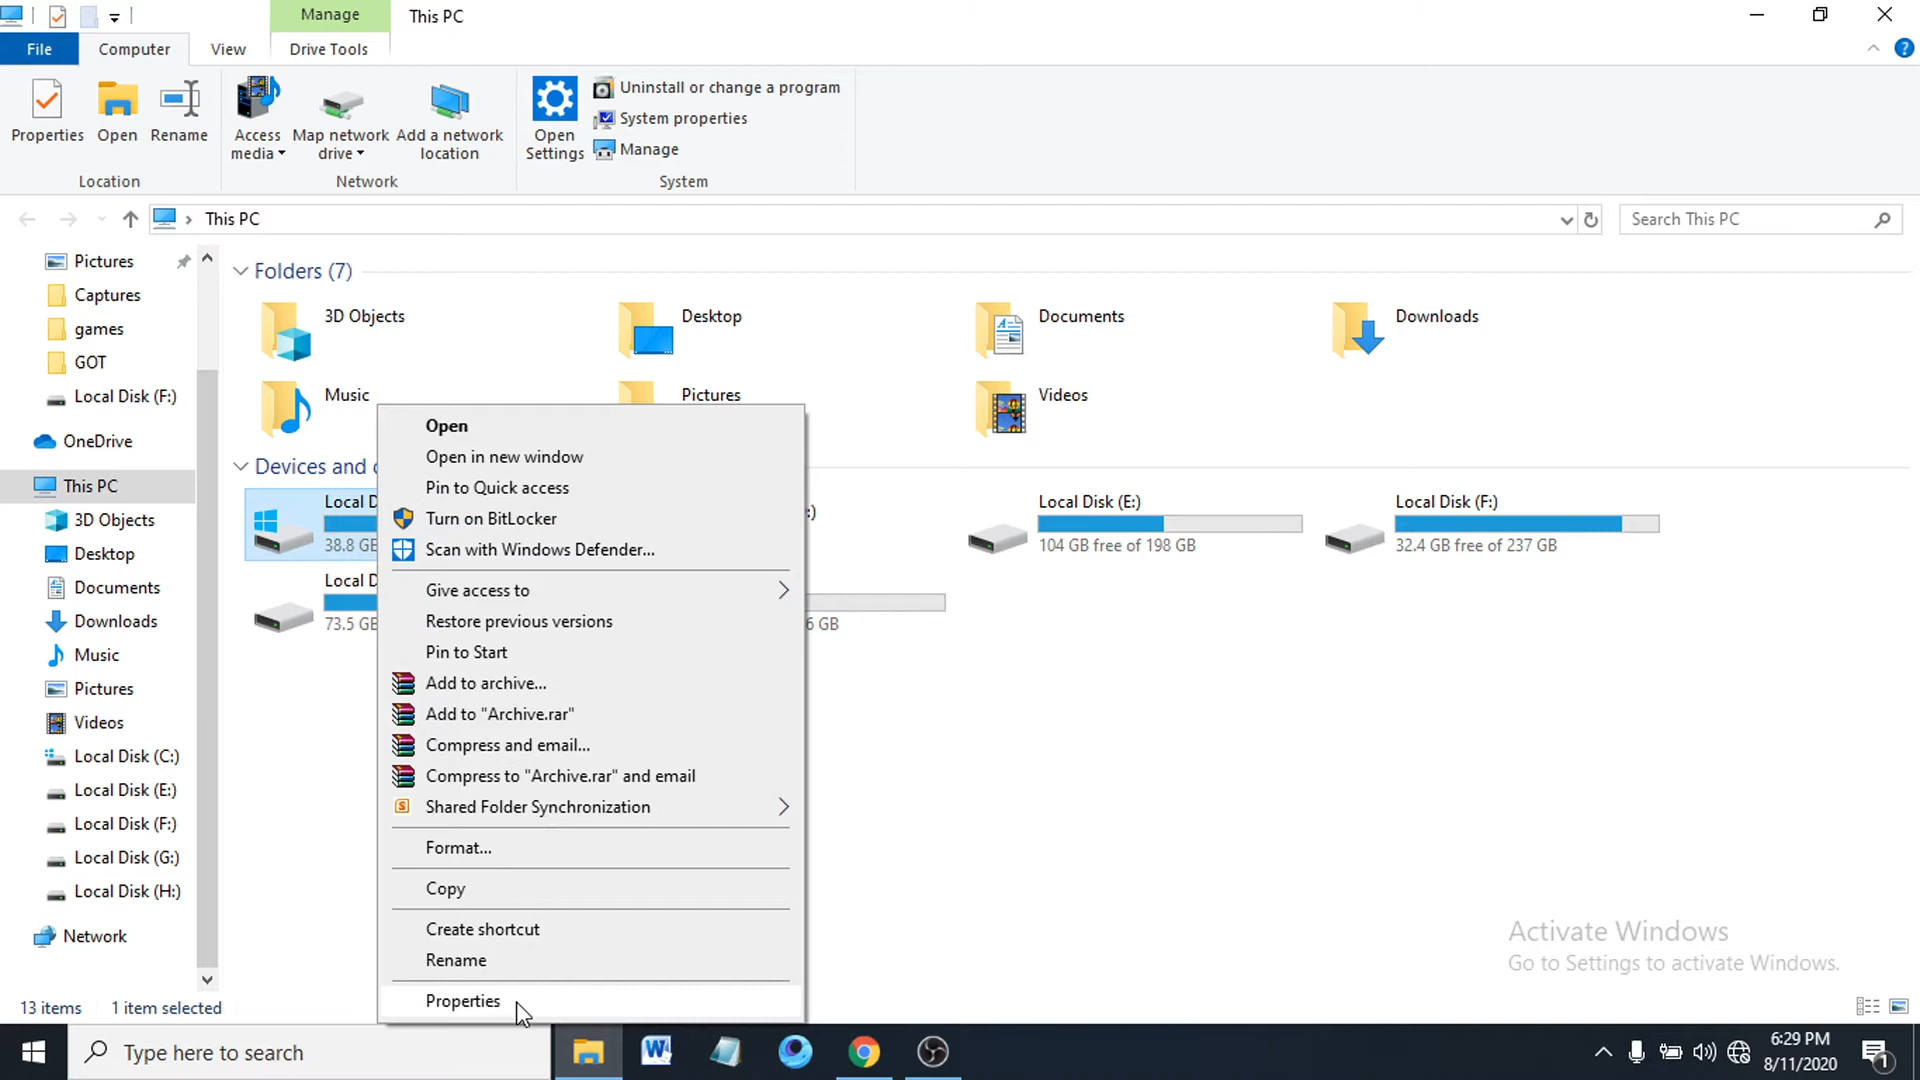 Manage
This PC
File
Computer
View
Drive Tools
Properties
Open
Rename
Access media
Map network drive
Add a network location
Open Settings
Uninstall or change a program
System properties
Manage
Location
Network
System
This PC
Search This PC
Pictures
Captures
games
GOT
Local Disk (F:)
OneDrive
This PC
3D Objects
Desktop
Documents
Downloads
Music
Pictures
Videos
Local Disk (C:)
Local Disk (E:)
Local Disk (F:)
Local Disk (G:)
Local Disk (H:)
Network
Folders (7)
3D Objects
Desktop
Documents
Downloads
Music
Pictures
Videos
Devices and
Local D
38.8 GB
:)
Local Disk (E:)
104 GB free of 198 GB
Local Disk (F:)
32.4 GB free of 237 GB
Local D
73.5 GB
6 GB
Open
Open in new window
Pin to Quick access
Turn on BitLocker
Scan with Windows Defender...
Give access to
Restore previous versions
Pin to Start
Add to archive...
Add to "Archive.rar"
Compress and email...
Compress to "Archive.rar" and email
Shared Folder Synchronization
Format...
Copy
Create shortcut
Rename
Properties
Activate Windows
Go to Settings to activate Windows.
13 items
1 item selected
Type here to search
6:29 PM
8/11/2020
1